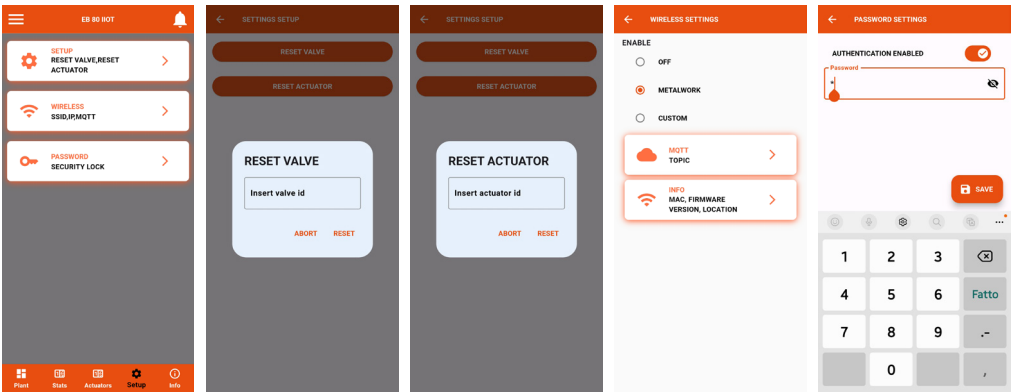 EB 80 IIOT
SETUP
RESET VALVE,RESET
ACTUATOR
WIRELESS
SSID,IP,MQTT
PASSWORD
SECURITY LOCK
Plant
Stats
Actuators
Setup
Info
SETTINGS SETUP
RESET VALVE
RESET ACTUATOR
RESET VALVE
Insert valve id
ABORT RESET
SETTINGS SETUP
RESET VALVE
RESET ACTUATOR
RESET ACTUATOR
Insert actuator id
ABORT RESET
WIRELESS SETTINGS
ENABLE
OFF
METALWORK
CUSTOM
MQTT
TOPIC
INFO
MAC, FIRMWARE
VERSION, LOCATION
PASSWORD SETTINGS
AUTHENTICATION ENABLED
Password
SAVE
1 2 3
4 5 6 Fatto
7 8 9 .-
0 ,